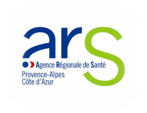 ars
Agence Régionale de Santé
Provence-Alpes
Côte d'Azur